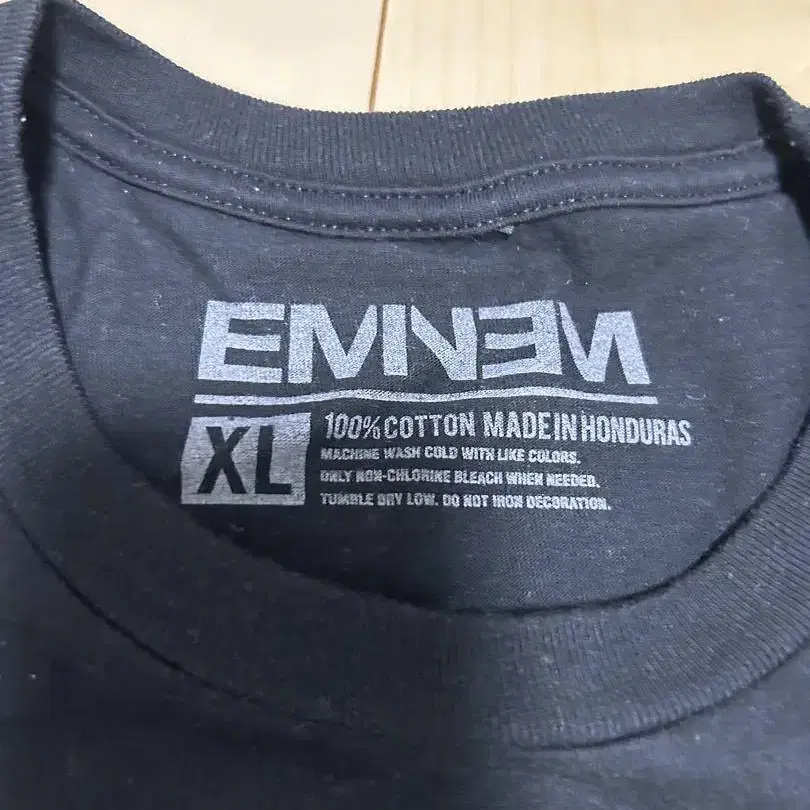 EMINEM
XL
100% COTTON MADE IN HONDURAS
MACHINE WASH COLD WITH LIKE COLORS.
ONLY NON-CHLORINE BLEACH WHEN NEEDED.
TUMBLE DRY LOW. DO NOT IRON DECORATION.